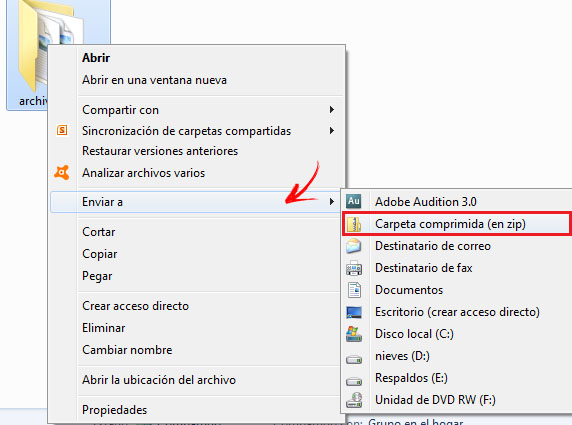 archiv
Abrir
Abrir en una ventana nueva
Compartir con
S Sincronización de carpetas compartidas
Restaurar versiones anteriores
Analizar archivos varios
Enviar a
Cortar
Copiar
Pegar
Crear acceso directo
Eliminar
Cambiar nombre
Abrir la ubicación del archivo
Propiedades
Au Adobe Audition 3.0
Carpeta comprimida (en zip)
Destinatario de correo
Destinatario de fax
Documentos
Escritorio (crear acceso directo)
Disco local (C:)
nieves (D:)
Respaldos (E:)
Unidad de DVD RW (F:)
Grupo en el hogar